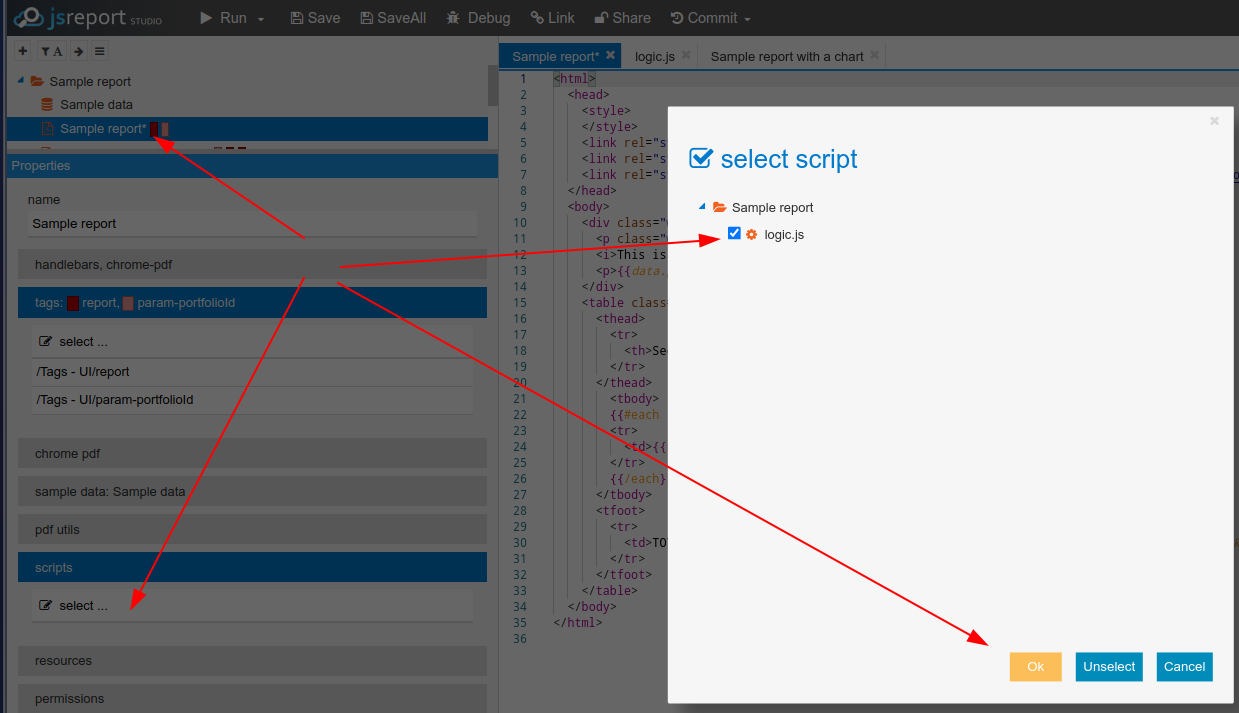 jsreport STUDIO
Run
Save
SaveAll
Debug
Link
Share
Commit
A
Sample report
Sample data
Sample report*
Properties
name
Sample report
handlebars, chrome-pdf
tags: report, param-portfolioId
select ...
/Tags - UI/report
/Tags - UI/param-portfolioId
chrome pdf
sample data: Sample data
pdf utils
scripts
select ...
resources
permissions
Sample report*
logic.js
Sample report with a chart
1 <html>
2 <head>
3 <style>
4 </style>
5 <link rel="s
6 <link rel="s
7 <link rel="s
8 </head>
9 <body>
10 <div class="
11 <p class="
12 <i>This is
13 <p>{{data.
14 </div>
15 <table class=
16 <thead>
17 <tr>
18 <th>Se
19 </tr>
20 </thead>
21 <tbody>
22 {{#each
23 <tr>
24 <td>{{
25 </tr>
26 {{/each}
27 </tbody>
28 <tfoot>
29 <tr>
30 <td>TO
31 </tr>
32 </tfoot>
33 </table>
34 </body>
35 </html>
36
select script
Sample report
logic.js
Ok
Unselect
Cancel